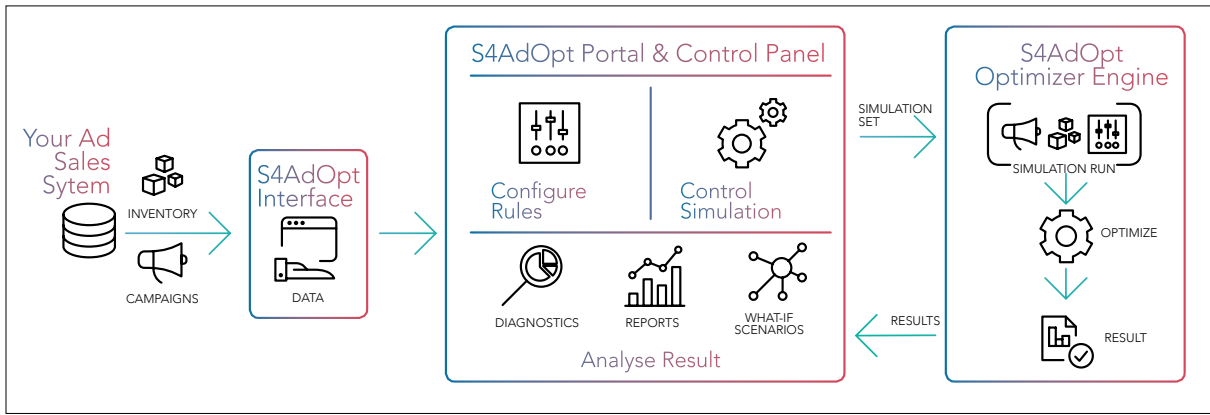 Your Ad
Sales
Sytem
INVENTORY
CAMPAIGNS
S4AdOpt
Interface
DATA
S4AdOpt Portal & Control Panel
Configure
Rules
Control
Simulation
DIAGNOSTICS
REPORTS
WHAT-IF
SCENARIOS
Analyse Result
SIMULATION
SET
RESULTS
S4AdOpt
Optimizer Engine
SIMULATION RUN
OPTIMIZE
RESULT